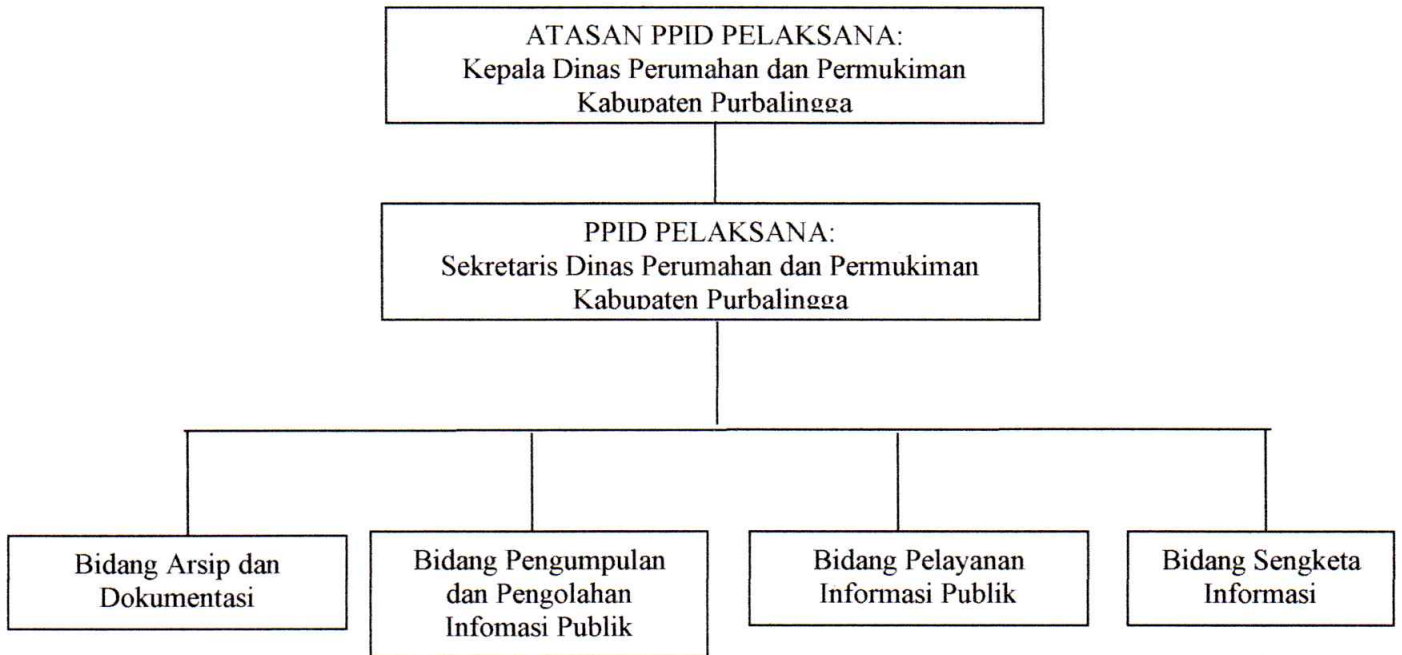 ATASAN PPID PELAKSANA:
Kepala Dinas Perumahan dan Permukiman
Kabupaten Purbalingga
PPID PELAKSANA:
Sekretaris Dinas Perumahan dan Permukiman
Kabupaten Purbalingga
Bidang Arsip dan
Dokumentasi
Bidang Pengumpulan
dan Pengolahan
Infomasi Publik
Bidang Pelayanan
Informasi Publik
Bidang Sengketa
Informasi